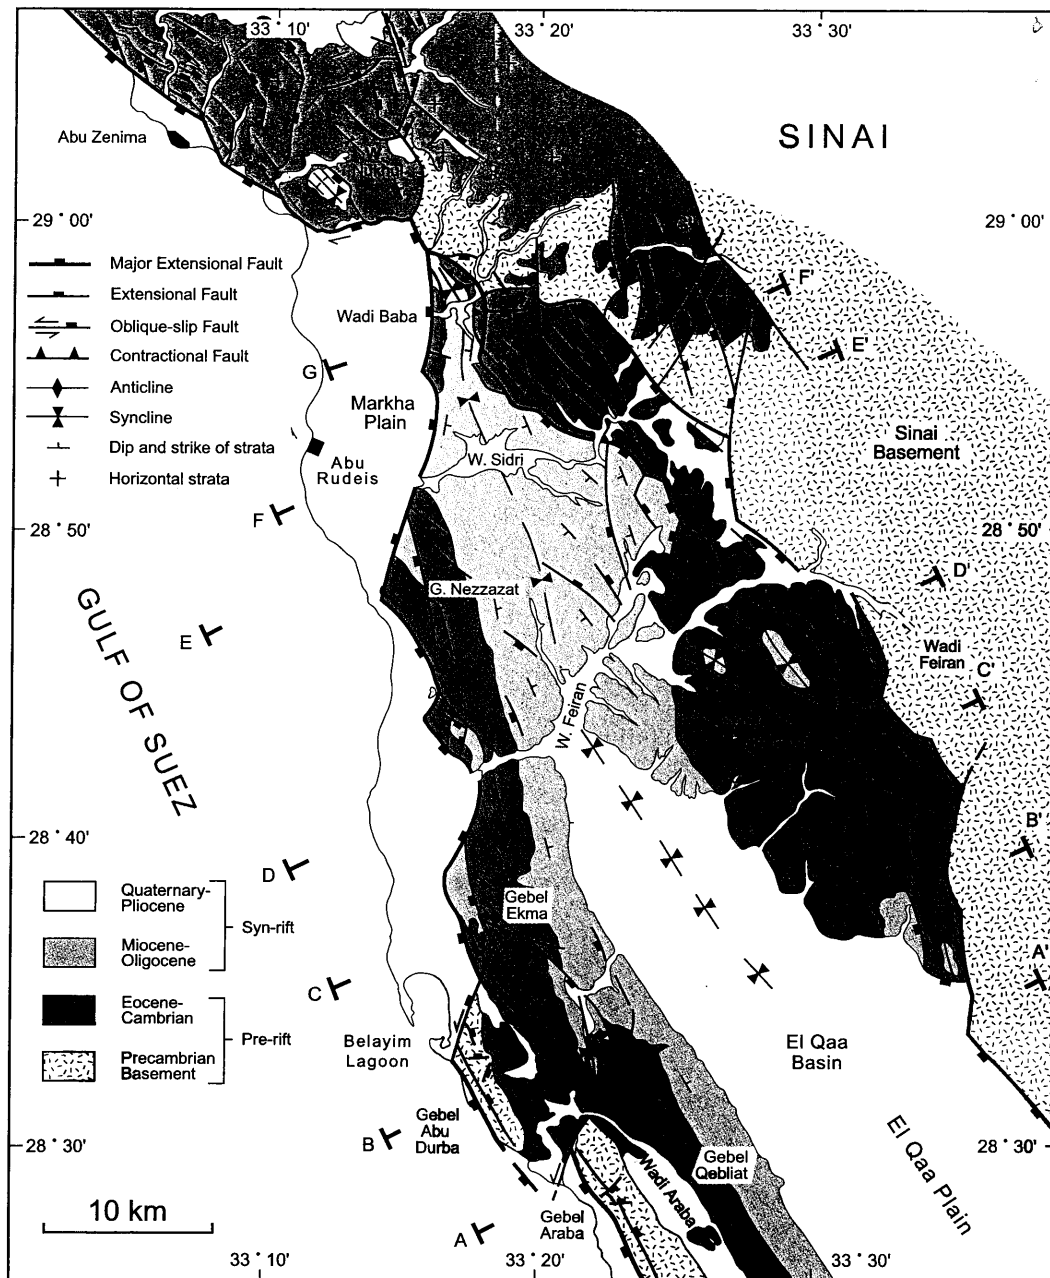 33° 10'
33° 20'
33° 30'
SINAI
Abu Zenima
W.
Nukhul
29° 00'
29° 00'
Major Extensional Fault
Extensional Fault
Oblique-slip Fault
Contractional Fault
Anticline
Syncline
Dip and strike of strata
Horizontal strata
F'
E'
Wadi Baba
G
Markha
Plain
Sinai
Basement
W. Sidri
Abu
Rudeis
F
28° 50'
28° 50'
D'
G. Nezzazat
GULF OF SUEZ
E
Wadi
Feiran
C'
W. Feiran
28° 40'
B'
D
Quaternary-
Pliocene
Syn-rift
Miocene-
Oligocene
Gebel
Ekma
A'
C
Eocene-
Cambrian
Pre-rift
Precambrian
Basement
Belayim
Lagoon
El Qaa
Basin
El Qaa Plain
Gebel
Abu
Durba
B
28° 30'
28° 30'
Gebel
Qebliat
Wadi Araba
10 km
Gebel
Araba
A
33° 10'
33° 20'
33° 30'